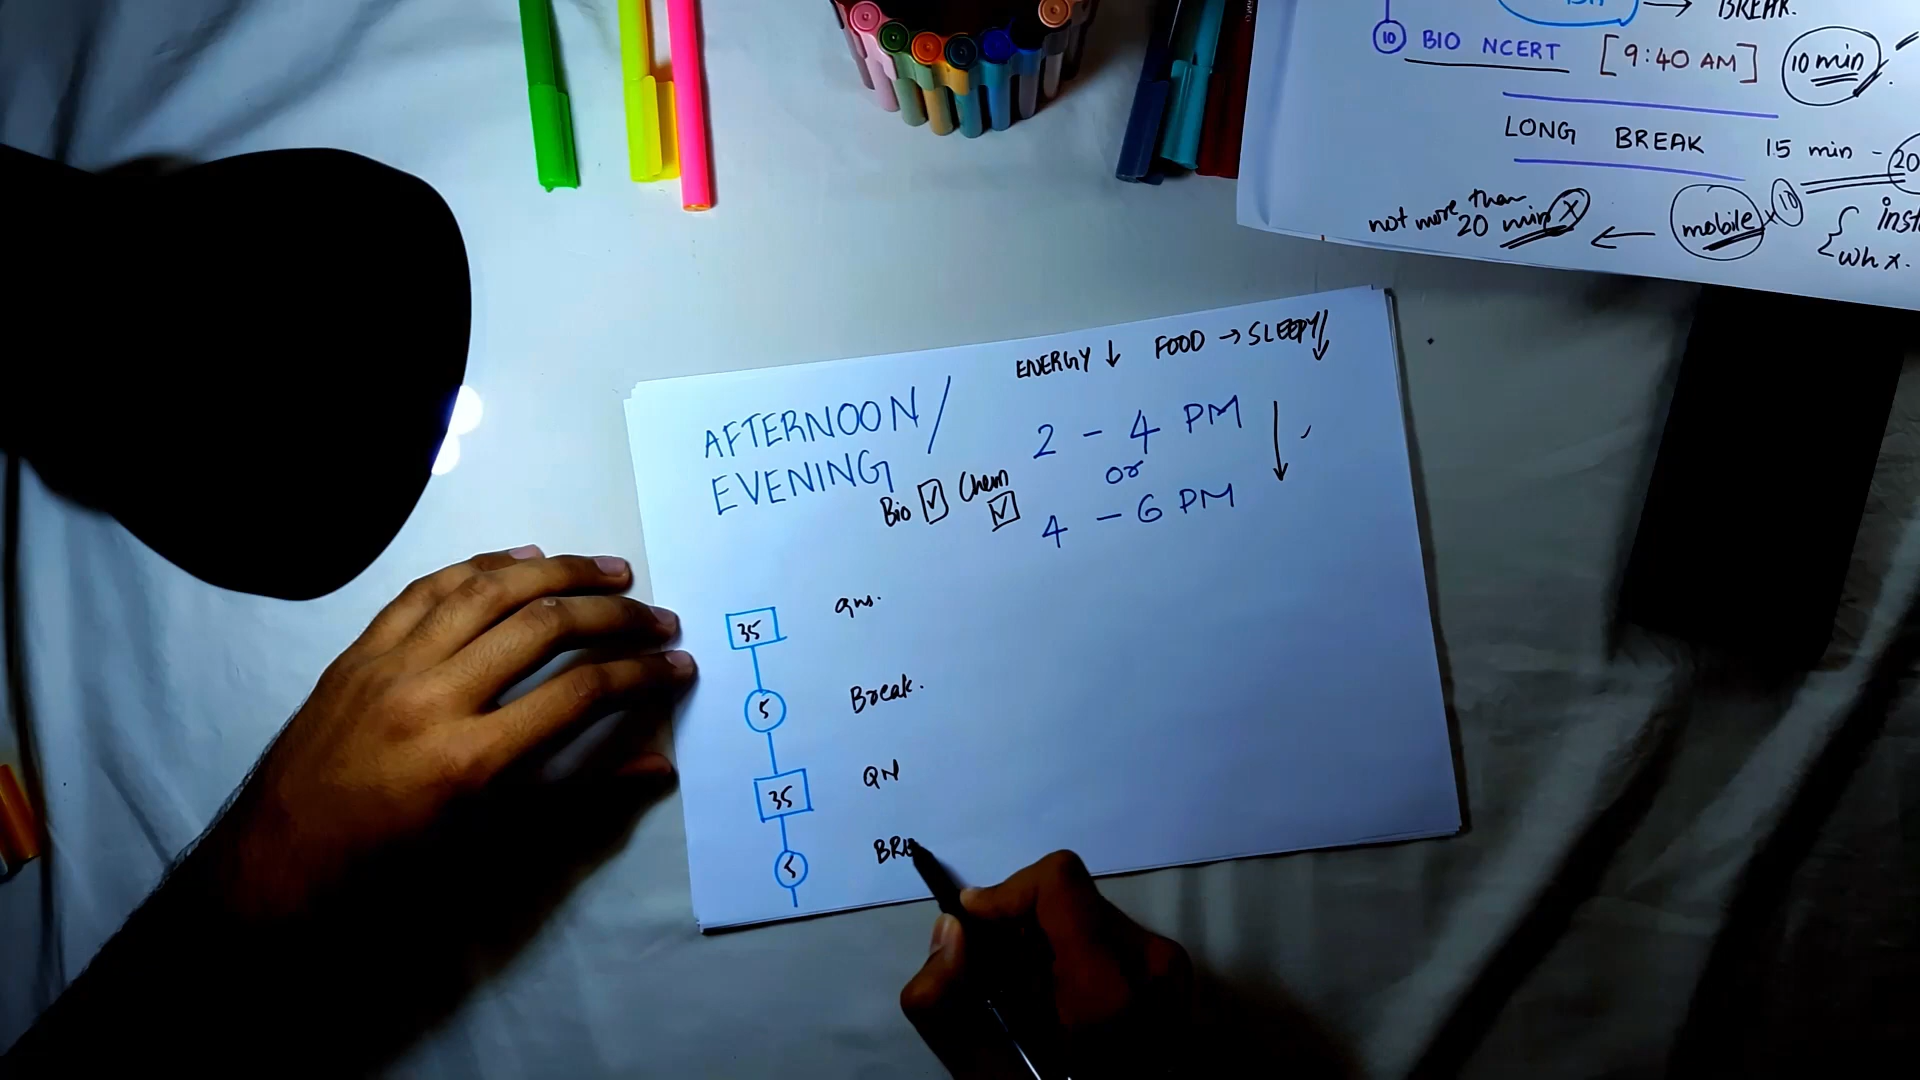 BREAK.
10 BIO NCERT [9:40 AM] 10 min
LONG BREAK 15 min - 20
not more than
20 min x ← mobile x 10 { inst
wh x.
ENERGY ↓ FOOD → SLEEPY/ ↓
AFTERNOON/
EVENING
2 - 4 PM ↓
or
4 - 6 PM
Bio ☑ Chem ☑
35 qns.
5 Break.
35 QN
5 BRE